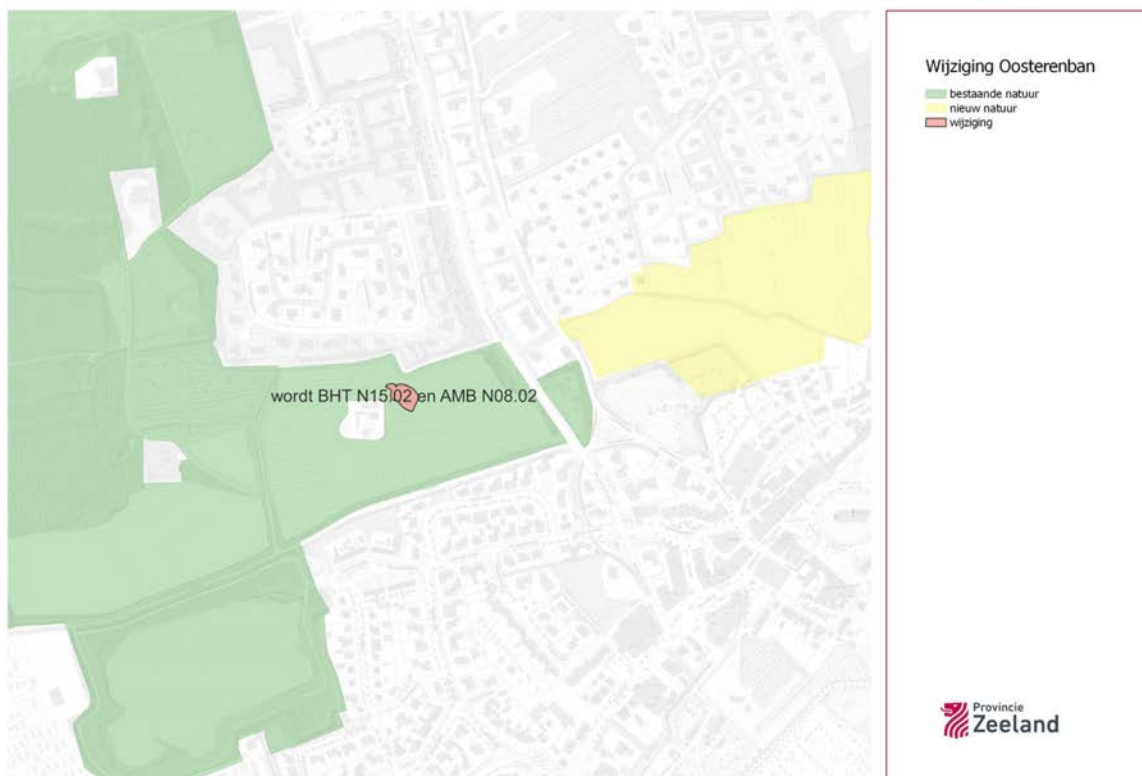 wordt BHT N15.02 en AMB N08.02
Wijziging Oosterenban
bestaande natuur
nieuw natuur
wijziging
Provincie
Zeeland